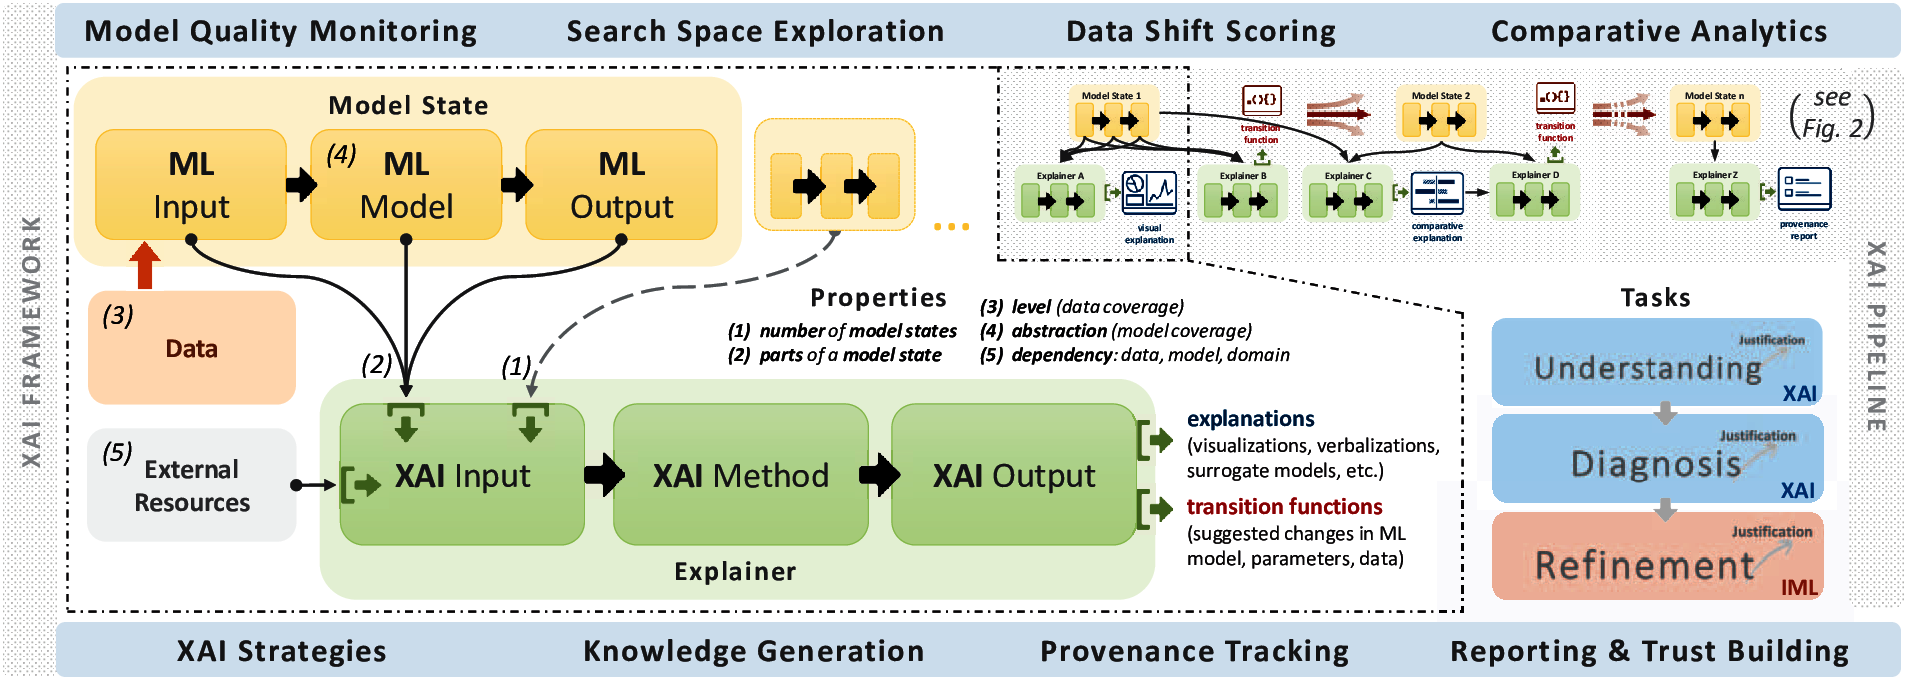 Model Quality Monitoring
Search Space Exploration
Data Shift Scoring
Comparative Analytics
XAI FRAMEWORK
XAI PIPELINE
Model State
ML
Input
(4)
ML
Model
ML
Output
...
(3)
Data
(5)
External
Resources
(2)
(1)
Properties
(1) number of model states
(2) parts of a model state
(3) level (data coverage)
(4) abstraction (model coverage)
(5) dependency: data, model, domain
XAI Input
XAI Method
XAI Output
Explainer
explanations
(visualizations, verbalizations,
surrogate models, etc.)
transition functions
(suggested changes in ML
model, parameters, data)
Model State 1
.(){}
transition
function
Model State 2
.(){}
transition
function
Model State n
(see
Fig. 2)
Explainer A
visual
explanation
Explainer B
Explainer C
comparative
explanation
Explainer D
Explainer Z
provenance
report
Tasks
Justification
Understanding
XAI
Justification
Diagnosis
XAI
Justification
Refinement
IML
XAI Strategies
Knowledge Generation
Provenance Tracking
Reporting & Trust Building